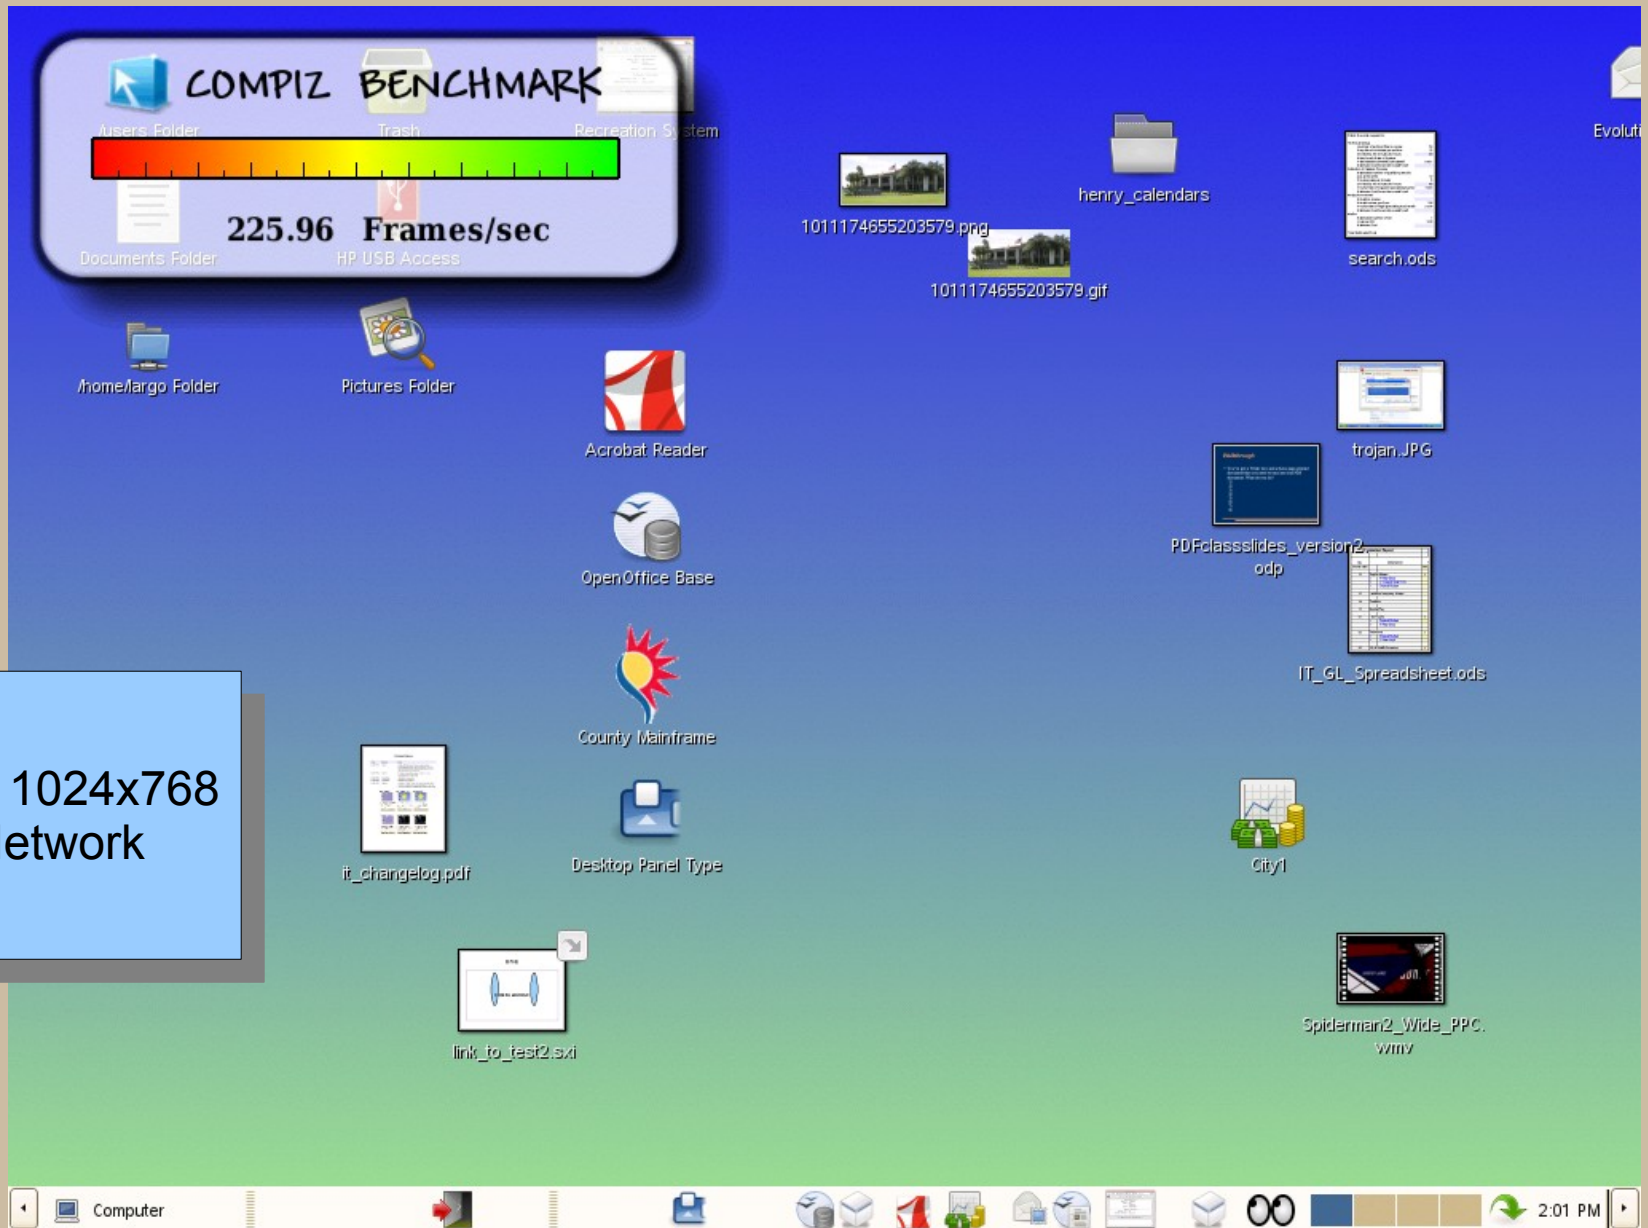 COMPIZ BENCHMARK
/users Folder
Trash
Recreation System
225.96 Frames/sec
Documents Folder
HP USB Access
1011174655203579.png
1011174655203579.gif
henry_calendars
search.ods
Evoluti
/home/largo Folder
Pictures Folder
Acrobat Reader
trojan.JPG
OpenOffice Base
PDFclassslides_version2.
odp
IT_GL_Spreadsheet.ods
County Mainframe
1024x768
etwork
it_changelog.pdf
Desktop Panel Type
City1
link_to_test2.sxi
Spiderman2_Wide_PPC.
wmv
Computer
2:01 PM